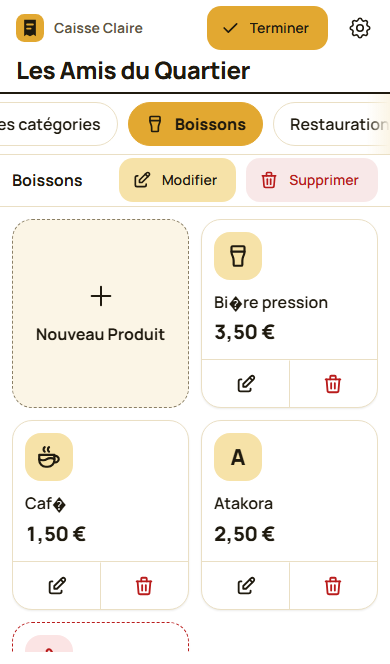 Caisse Claire
Terminer
Les Amis du Quartier
es catégories
Boissons
Restauration
Boissons
Modifier
Supprimer
Nouveau Produit
Bi�re pression
3,50 €
Caf�
1,50 €
A
Atakora
2,50 €